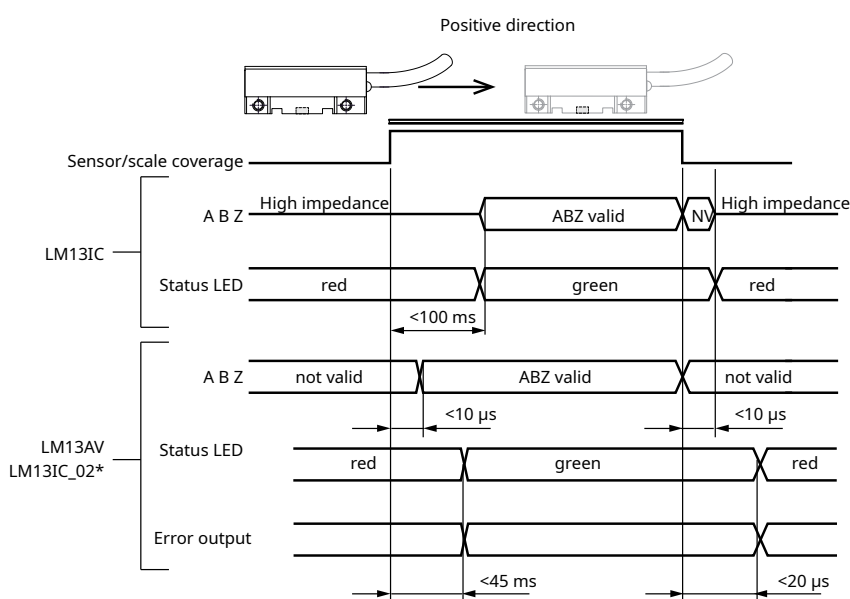 Positive direction
Sensor/scale coverage
High impedance
High impedance
A B Z
ABZ valid
NV
LM13IC
Status LED
red
green
red
<100 ms
A B Z
not valid
ABZ valid
not valid
<10 µs
<10 µs
LM13AV
LM13IC_02*
Status LED
red
green
red
Error output
<45 ms
<20 µs